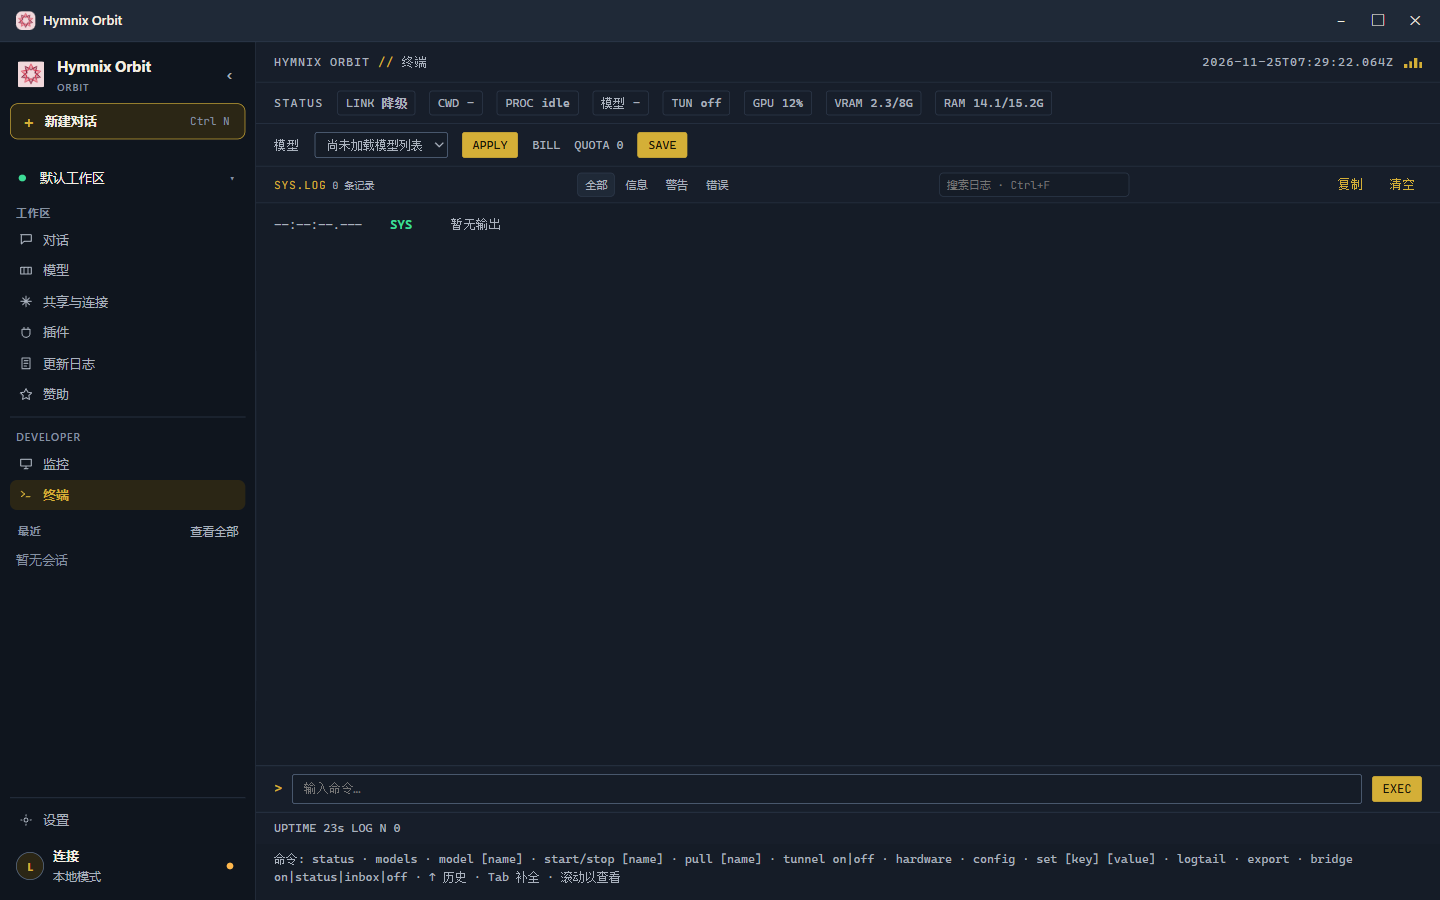 Hymnix Orbit
Hymnix Orbit
ORBIT
+ 新建对话 Ctrl N
默认工作区
工作区
对话
模型
共享与连接
插件
更新日志
赞助
DEVELOPER
监控
终端
最近 查看全部
暂无会话
设置
L
连接
本地模式
HYMNIX ORBIT // 终端 2026-11-25T07:29:22.064Z
STATUS LINK 降级 CWD — PROC idle 模型 — TUN off GPU 12% VRAM 2.3/8G RAM 14.1/15.2G
模型 尚未加载模型列表 APPLY BILL QUOTA 0 SAVE
SYS.LOG 0 条记录 全部 信息 警告 错误 搜索日志 · Ctrl+F 复制 清空
--:--:--.--- SYS 暂无输出
> 输入命令… EXEC
UPTIME 23s LOG N 0
命令: status · models · model [name] · start/stop [name] · pull [name] · tunnel on|off · hardware · config · set [key] [value] · logtail · export · bridge
on|status|inbox|off · ↑ 历史 · Tab 补全 · 滚动以查看